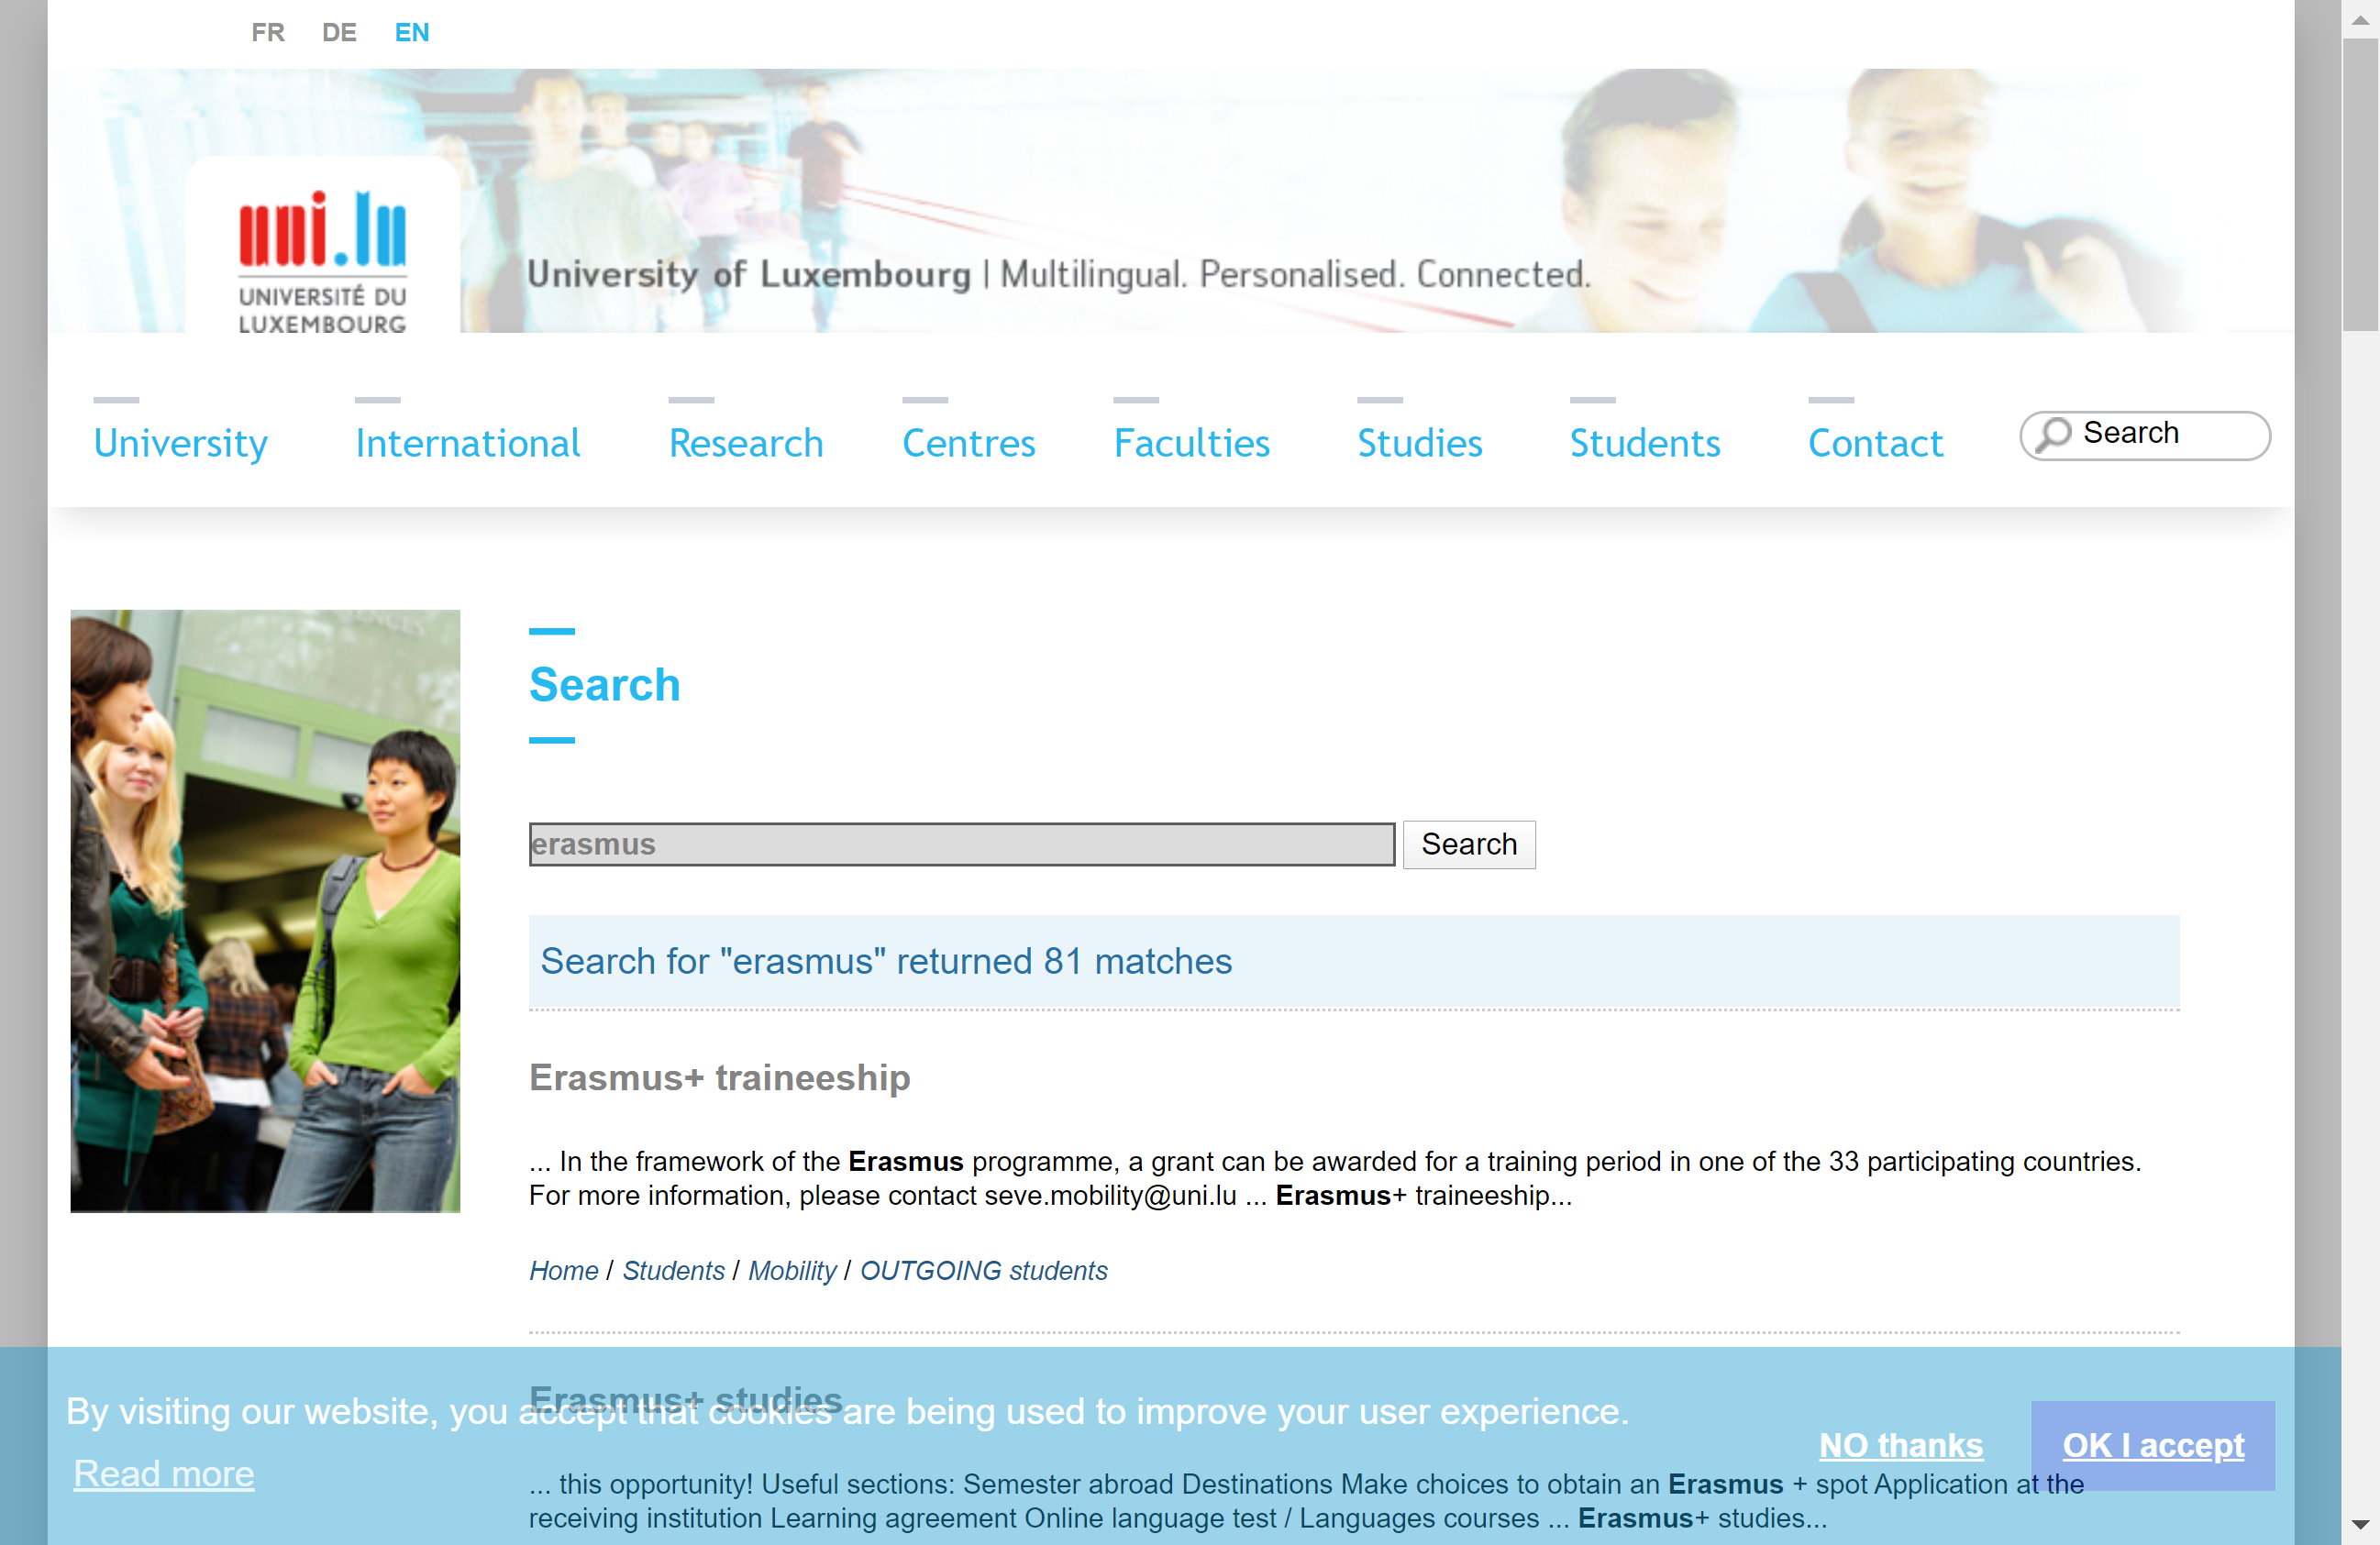 FR DE EN
uni.lu
UNIVERSITÉ DU
LUXEMBOURG
University of Luxembourg | Multilingual. Personalised. Connected.
University International Research Centres Faculties Studies Students Contact Search
Search
erasmus Search
Search for "erasmus" returned 81 matches
Erasmus+ traineeship
... In the framework of the Erasmus programme, a grant can be awarded for a training period in one of the 33 participating countries.
For more information, please contact seve.mobility@uni.lu ... Erasmus+ traineeship...
Home / Students / Mobility / OUTGOING students
Erasmus+ studies
By visiting our website, you accept that cookies are being used to improve your user experience.
Read more
NO thanks OK I accept
... this opportunity! Useful sections: Semester abroad Destinations Make choices to obtain an Erasmus + spot Application at the
receiving institution Learning agreement Online language test / Languages courses ... Erasmus+ studies...